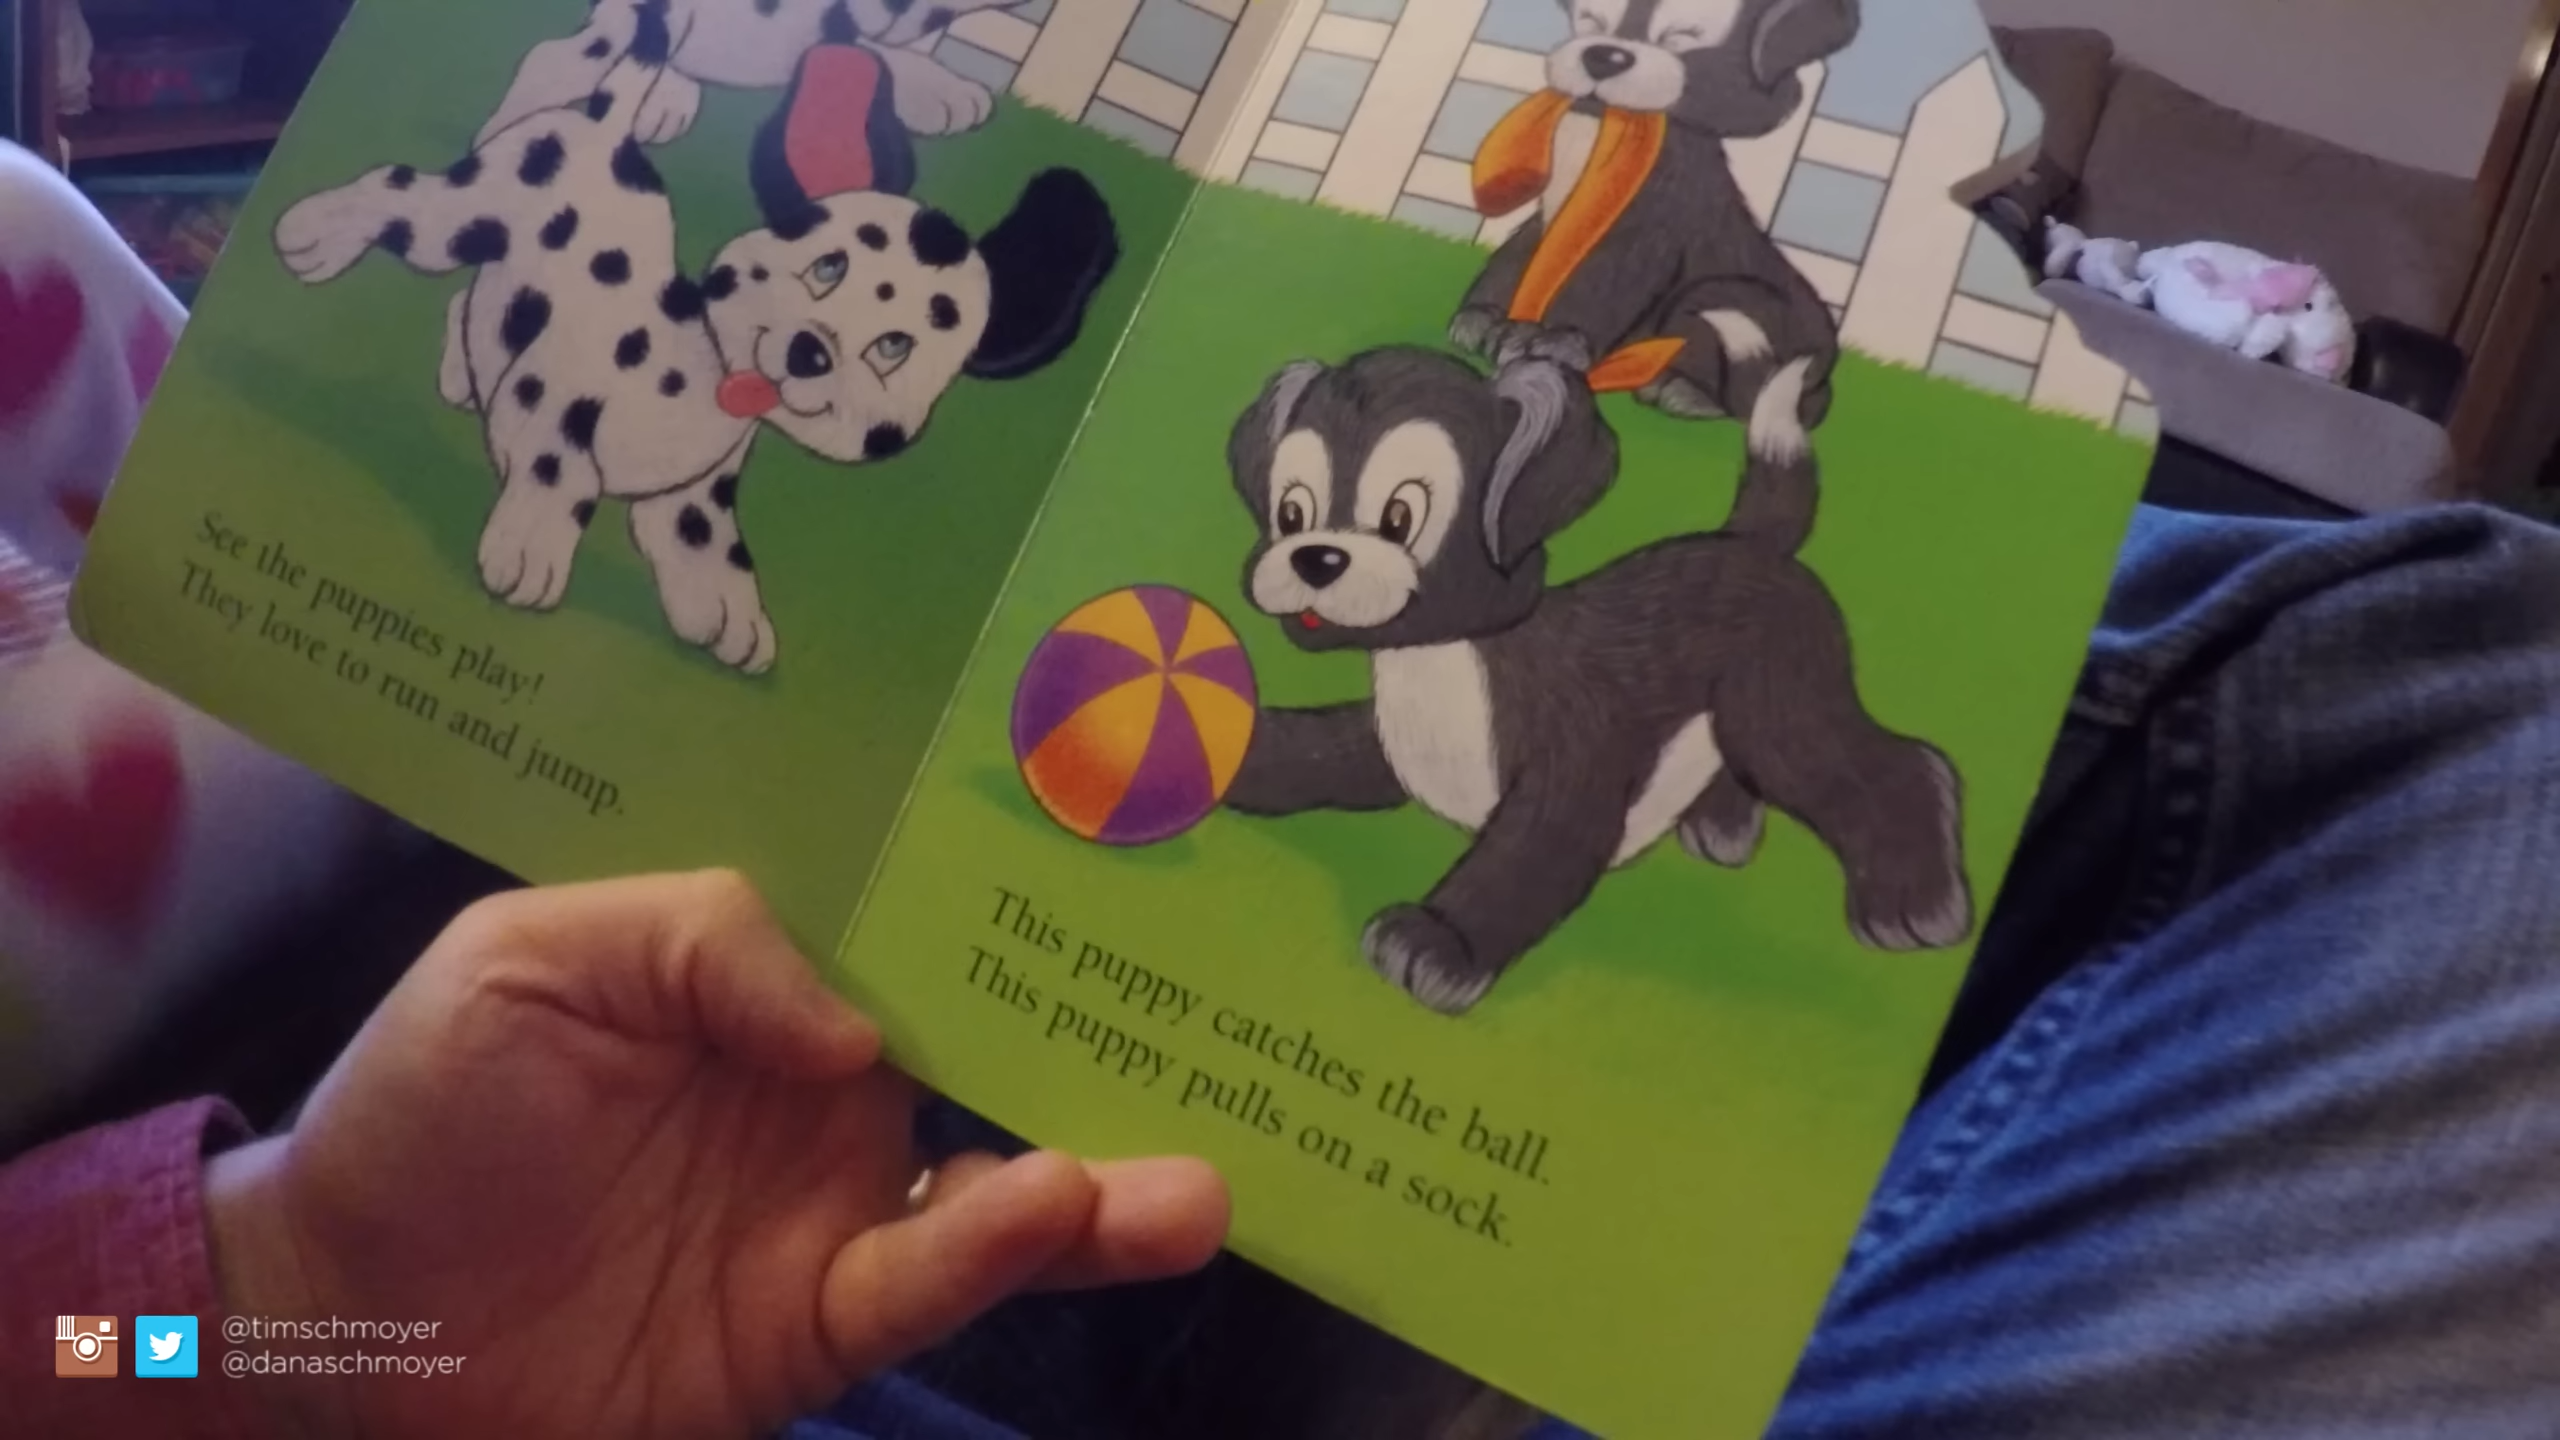 See the puppies play!
They love to run and jump.
This puppy catches the ball.
This puppy pulls on a sock.
@timschmoyer
@danaschmoyer